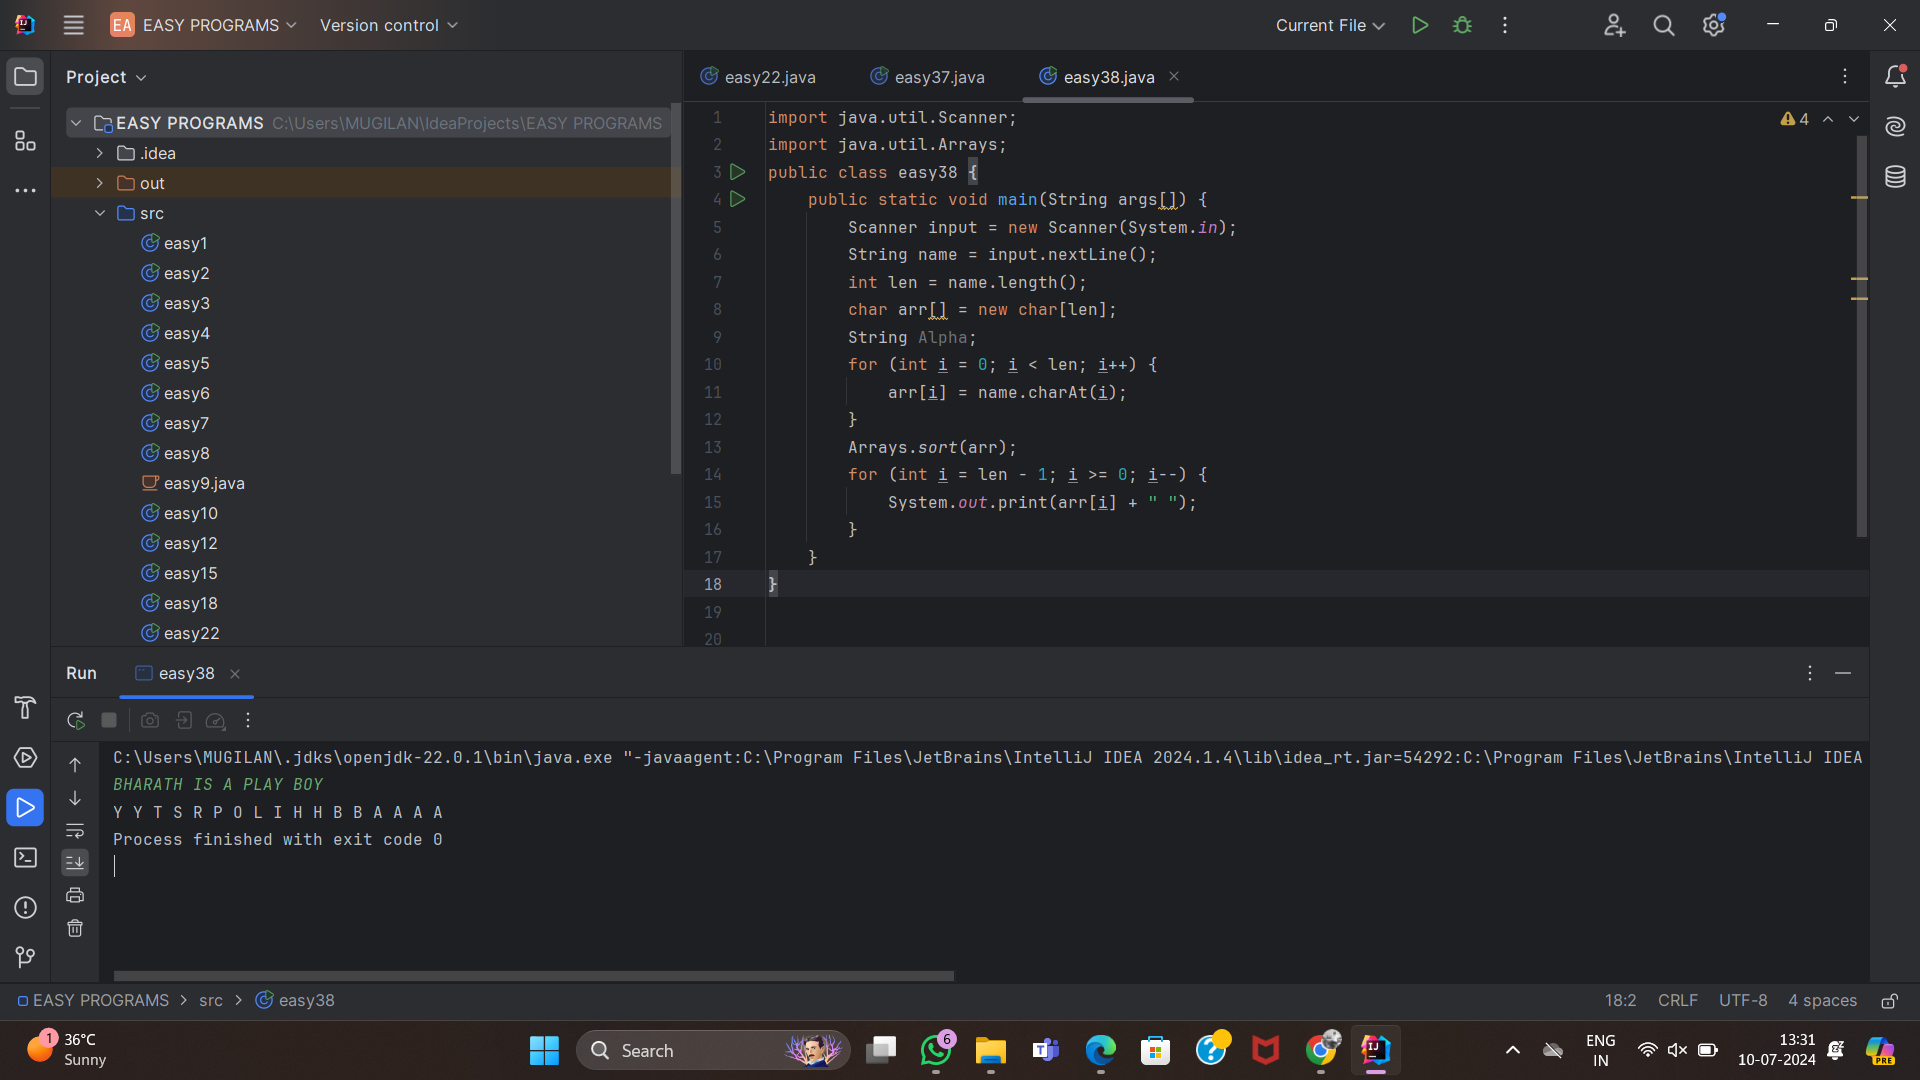 EA EASY PROGRAMS Version control Current File
Project
EASY PROGRAMS C:\Users\MUGILAN\IdeaProjects\EASY PROGRAMS
.idea
out
src
easy1
easy2
easy3
easy4
easy5
easy6
easy7
easy8
easy9.java
easy10
easy12
easy15
easy18
easy22
easy22.java easy37.java easy38.java
4
1 import java.util.Scanner;
2 import java.util.Arrays;
3 public class easy38 {
4 public static void main(String args[]) {
5 Scanner input = new Scanner(System.in);
6 String name = input.nextLine();
7 int len = name.length();
8 char arr[] = new char[len];
9 String Alpha;
10 for (int i = 0; i < len; i++) {
11 arr[i] = name.charAt(i);
12 }
13 Arrays.sort(arr);
14 for (int i = len - 1; i >= 0; i--) {
15 System.out.print(arr[i] + " ");
16 }
17 }
18 }
19
20
Run easy38
C:\Users\MUGILAN\.jdks\openjdk-22.0.1\bin\java.exe "-javaagent:C:\Program Files\JetBrains\IntelliJ IDEA 2024.1.4\lib\idea_rt.jar=54292:C:\Program Files\JetBrains\IntelliJ IDEA
BHARATH IS A PLAY BOY
Y Y T S R P O L I H H B B A A A A
Process finished with exit code 0
EASY PROGRAMS > src > easy38 18:2 CRLF UTF-8 4 spaces
1 36°C
Sunny
Search
6
ENG
IN
13:31
10-07-2024
PRE